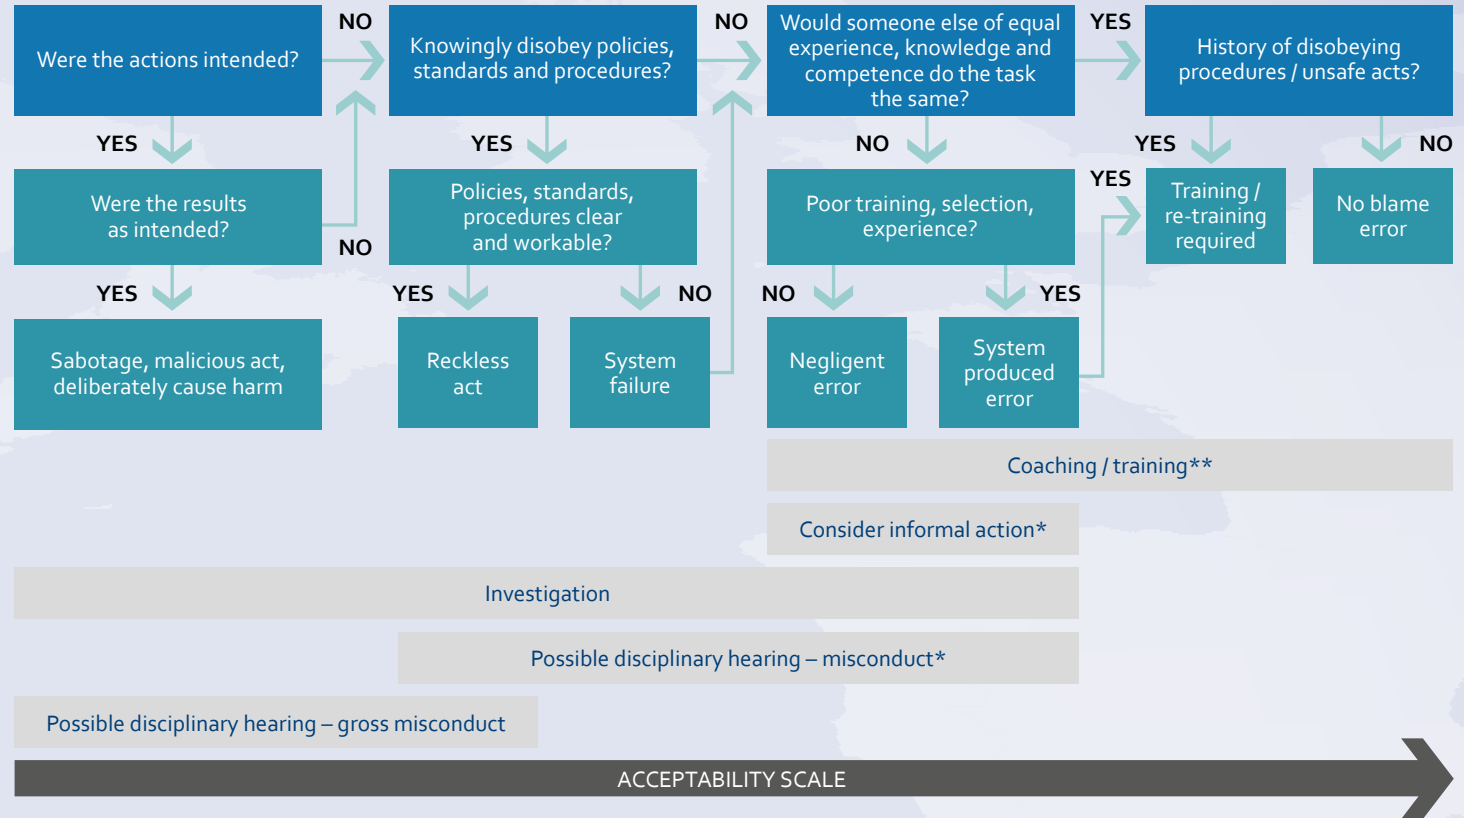 Were the actions intended?
NO
Knowingly disobey policies,
standards and procedures?
NO
Would someone else of equal
experience, knowledge and
competence do the task
the same?
YES
History of disobeying
procedures / unsafe acts?
YES
YES
NO
YES
NO
Were the results
as intended?
NO
Policies, standards,
procedures clear
and workable?
Poor training, selection,
experience?
YES
Training /
re-training
required
No blame
error
YES
YES
NO
NO
YES
Sabotage, malicious act,
deliberately cause harm
Reckless
act
System
failure
Negligent
error
System
produced
error
Coaching / training**
Consider informal action*
Investigation
Possible disciplinary hearing – misconduct*
Possible disciplinary hearing – gross misconduct
ACCEPTABILITY SCALE